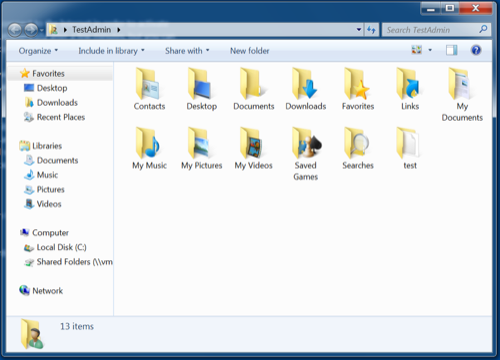 TestAdmin
Search TestAdmin
Organize Include in library Share with New folder
Favorites
Desktop
Downloads
Recent Places
Libraries
Documents
Music
Pictures
Videos
Computer
Local Disk (C:)
Shared Folders (\\vm
Network
Contacts Desktop Documents Downloads Favorites Links My Documents
My Music My Pictures My Videos Saved Games Searches test
13 items